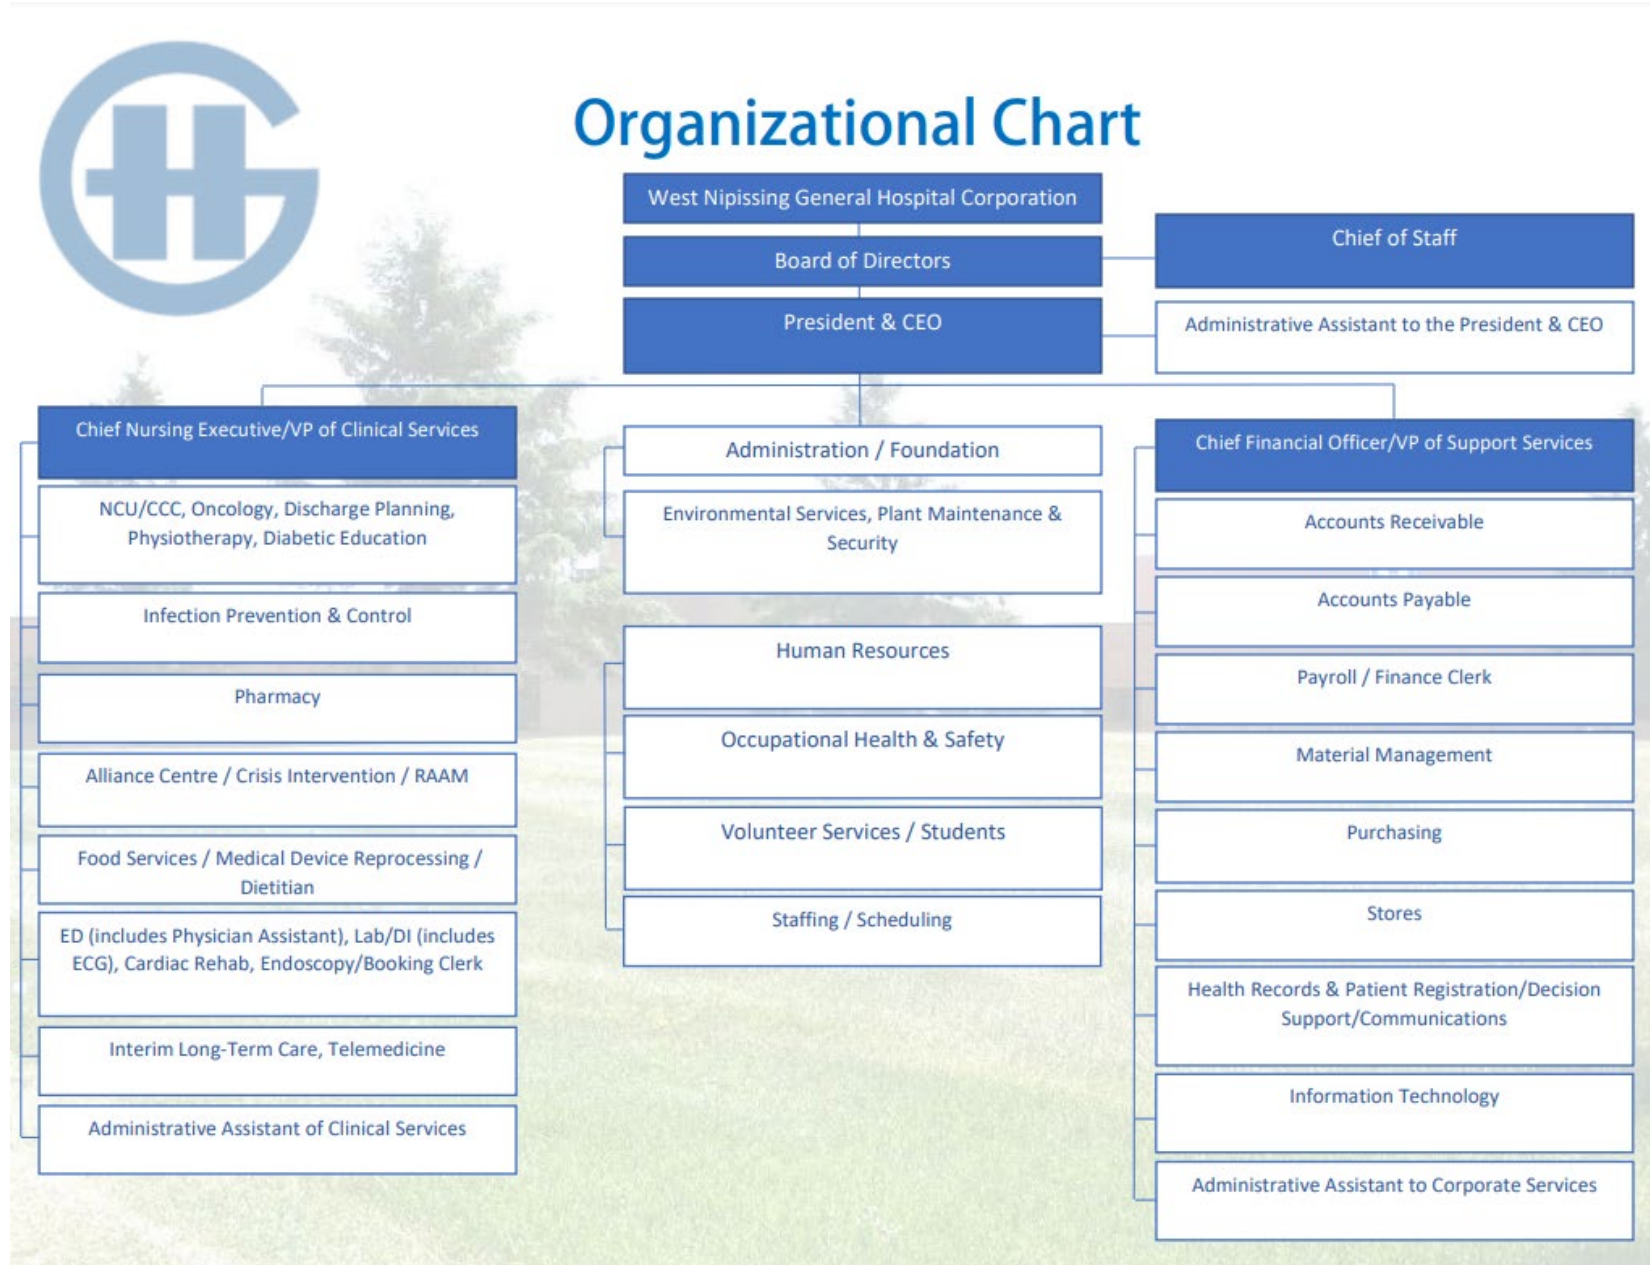 Organizational Chart
West Nipissing General Hospital Corporation
Board of Directors
Chief of Staff
President & CEO
Administrative Assistant to the President & CEO
Chief Nursing Executive/VP of Clinical Services
NCU/CCC, Oncology, Discharge Planning,
Physiotherapy, Diabetic Education
Infection Prevention & Control
Pharmacy
Alliance Centre / Crisis Intervention / RAAM
Food Services / Medical Device Reprocessing /
Dietitian
ED (includes Physician Assistant), Lab/DI (includes
ECG), Cardiac Rehab, Endoscopy/Booking Clerk
Interim Long-Term Care, Telemedicine
Administrative Assistant of Clinical Services
Administration / Foundation
Environmental Services, Plant Maintenance &
Security
Human Resources
Occupational Health & Safety
Volunteer Services / Students
Staffing / Scheduling
Chief Financial Officer/VP of Support Services
Accounts Receivable
Accounts Payable
Payroll / Finance Clerk
Material Management
Purchasing
Stores
Health Records & Patient Registration/Decision
Support/Communications
Information Technology
Administrative Assistant to Corporate Services